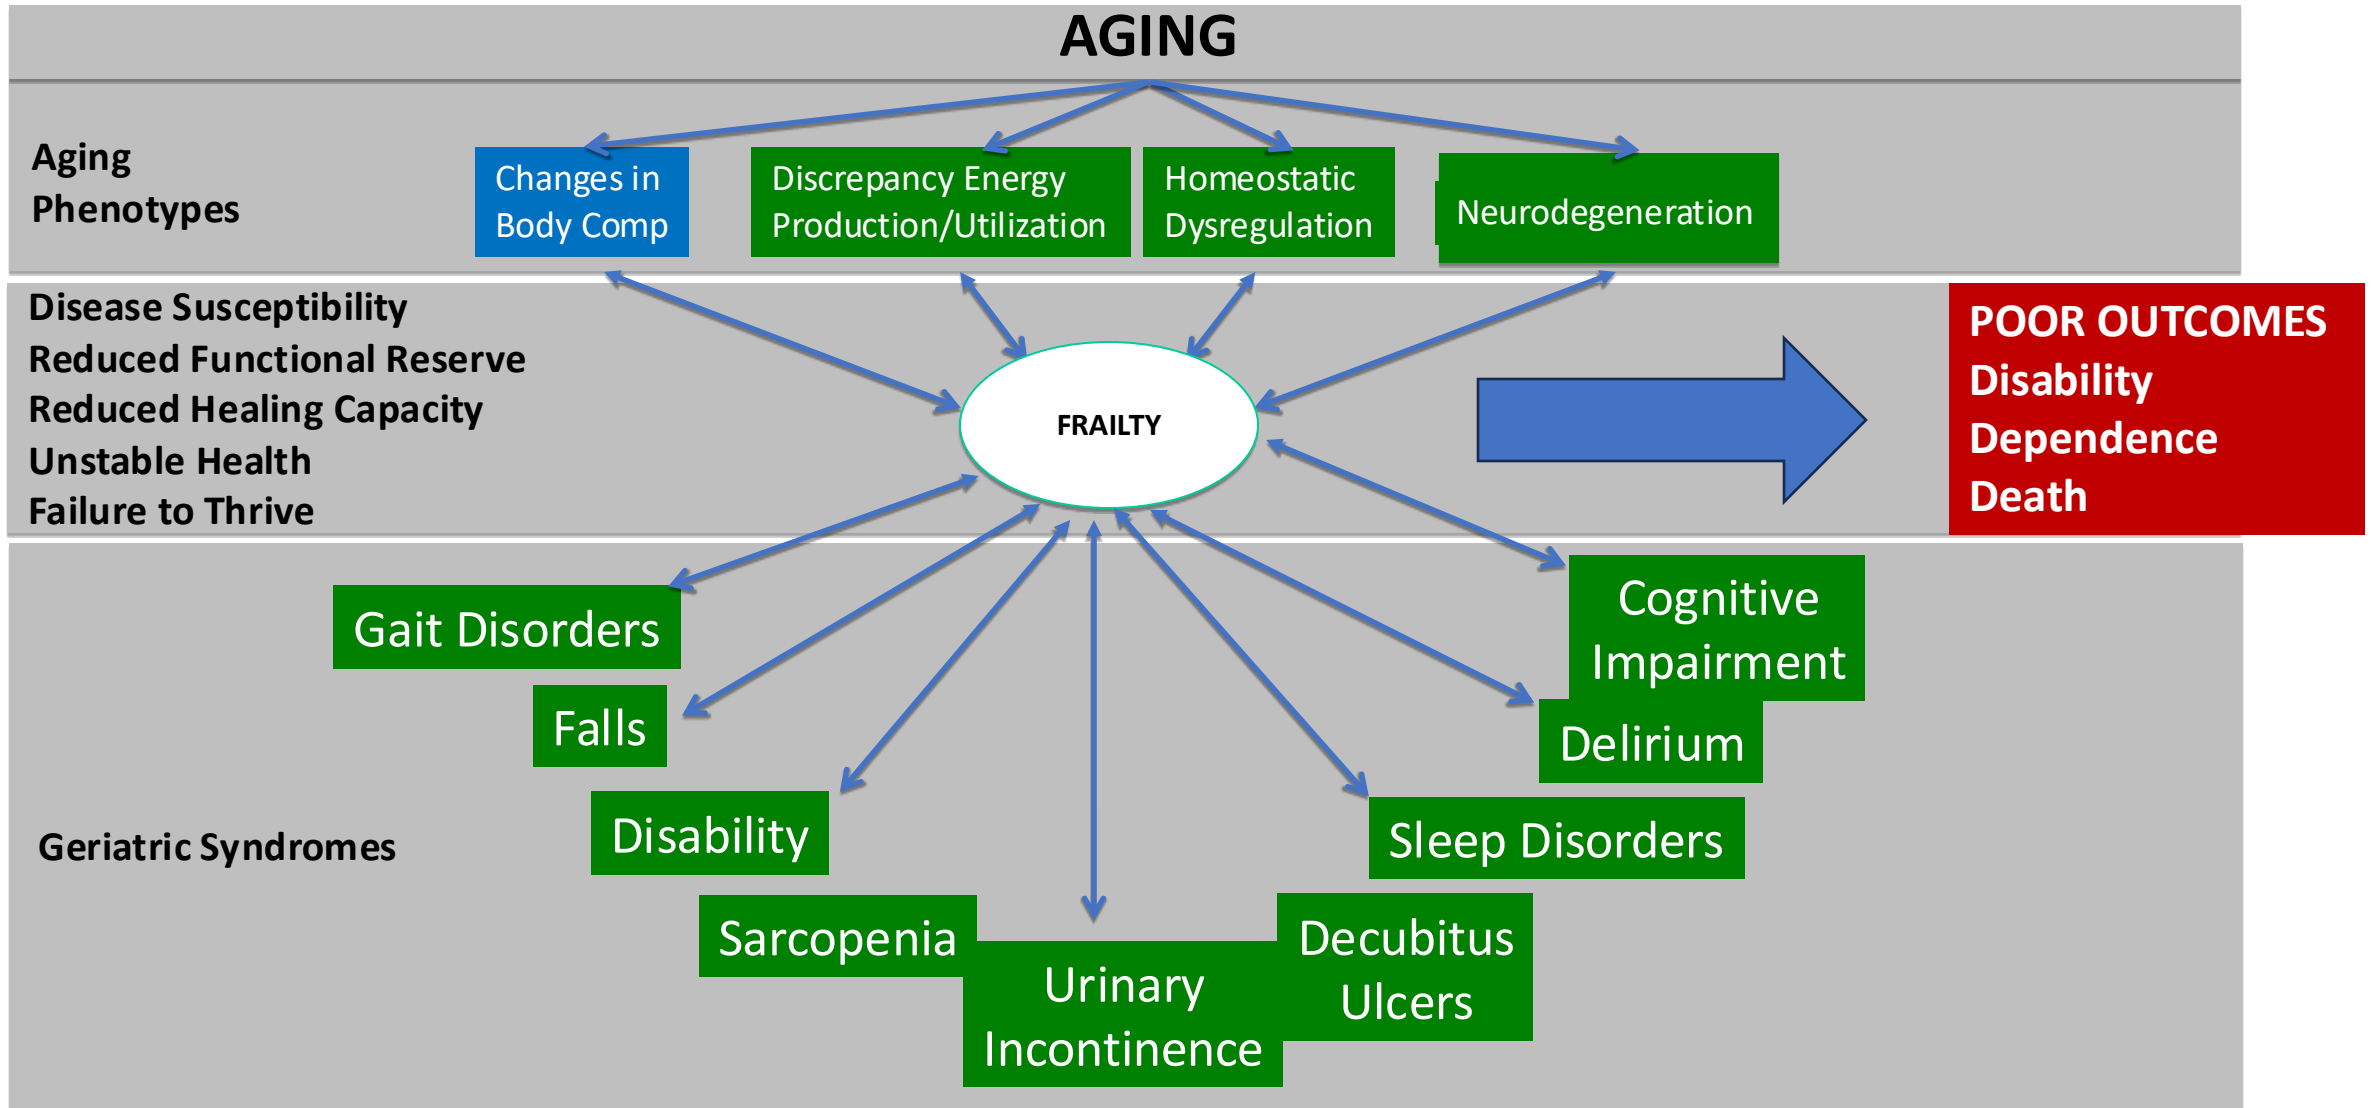 AGING
Aging
Phenotypes
Changes in
Body Comp
Discrepancy Energy
Production/Utilization
Homeostatic
Dysregulation
Neurodegeneration
Disease Susceptibility
Reduced Functional Reserve
Reduced Healing Capacity
Unstable Health
Failure to Thrive
FRAILTY
POOR OUTCOMES
Disability
Dependence
Death
Geriatric Syndromes
Gait Disorders
Falls
Disability
Sarcopenia
Urinary
Incontinence
Decubitus
Ulcers
Sleep Disorders
Delirium
Cognitive
Impairment